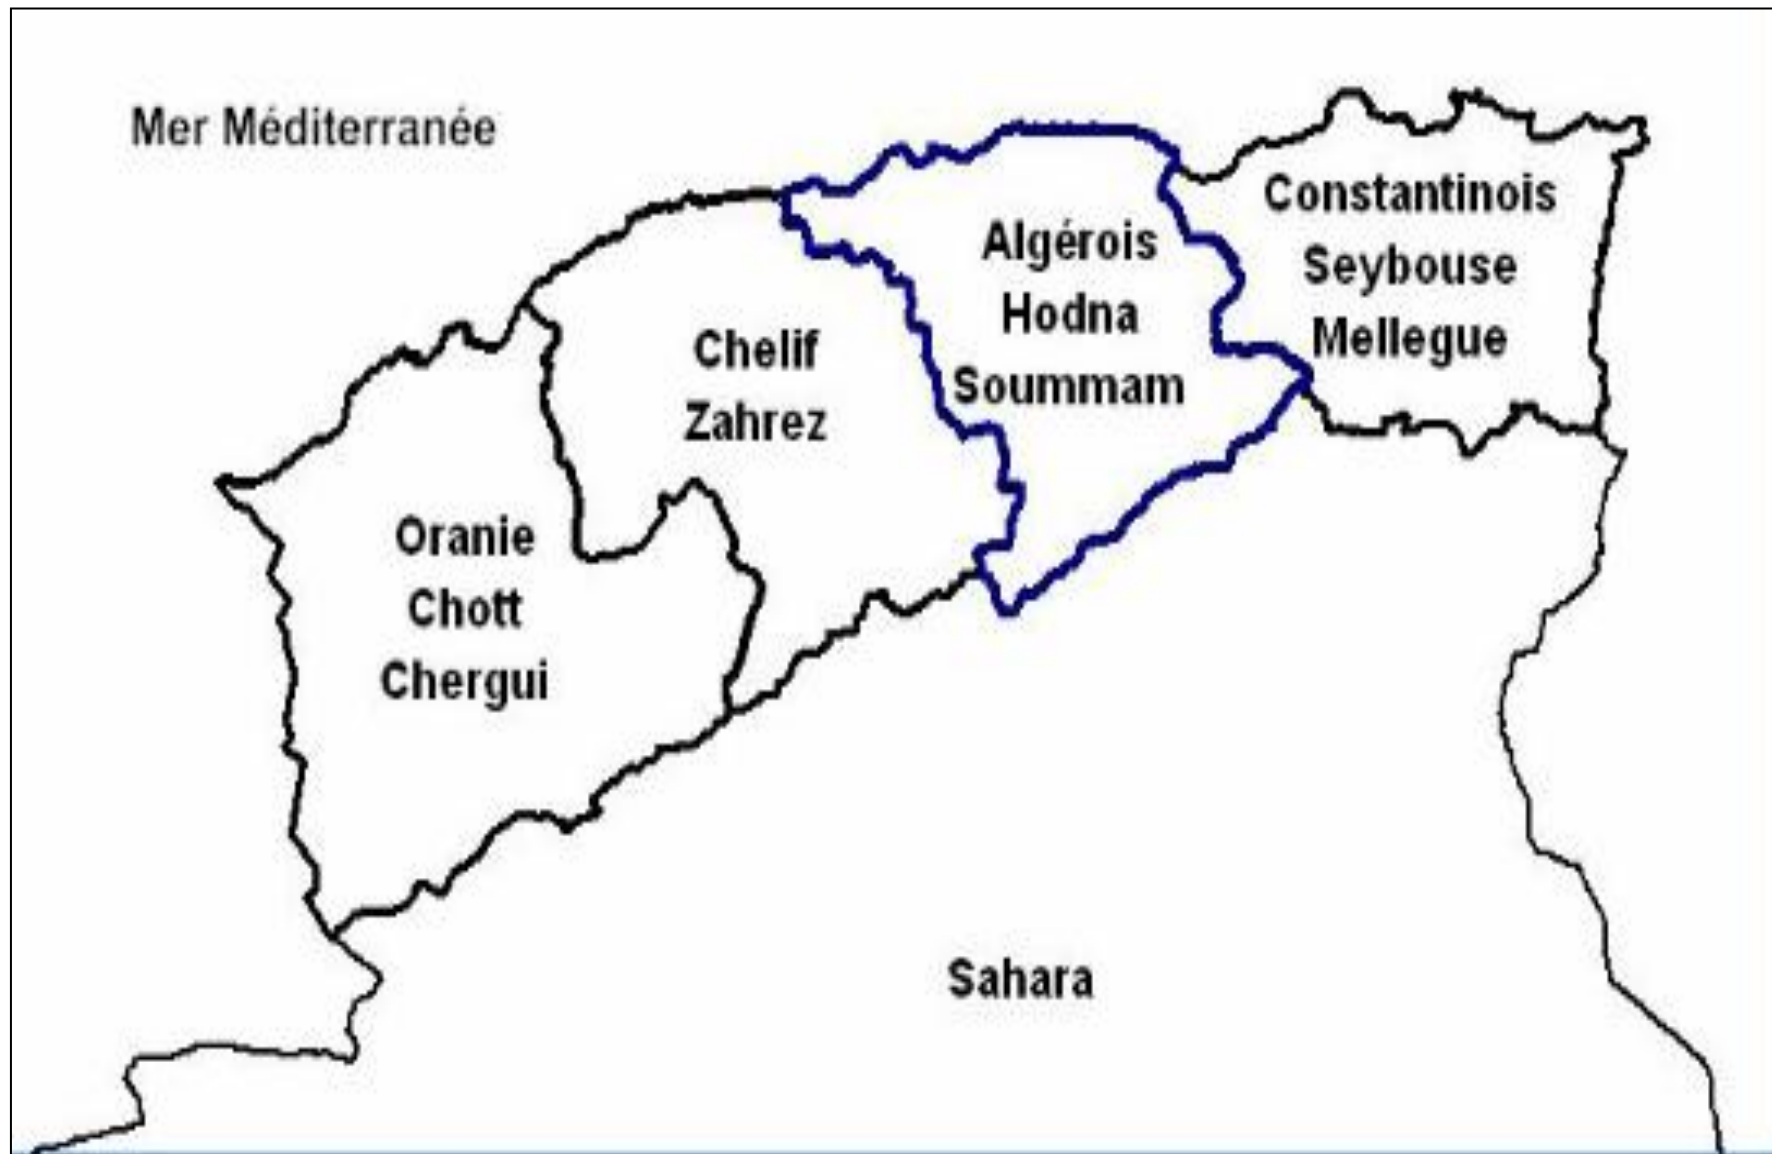 Mer Méditerranée
Constantinois
Seybouse
Mellegue
Algérois
Hodna
Soummam
Chelif
Zahrez
Oranie
Chott
Chergui
Sahara